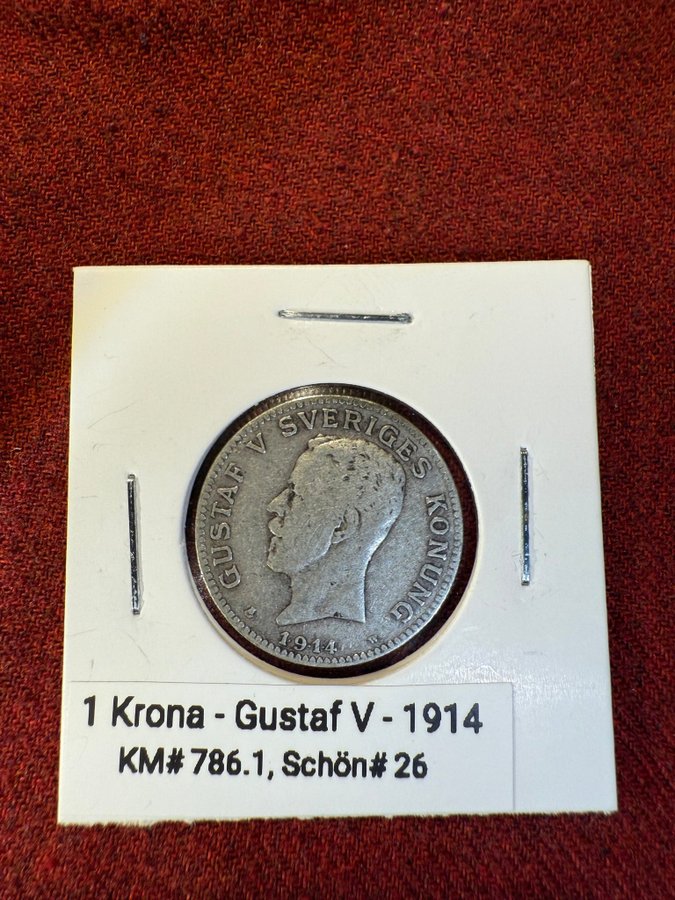 GUSTAF V SVERIGES KONUNG
1914
W
1 Krona - Gustaf V - 1914
KM# 786.1, Schön# 26